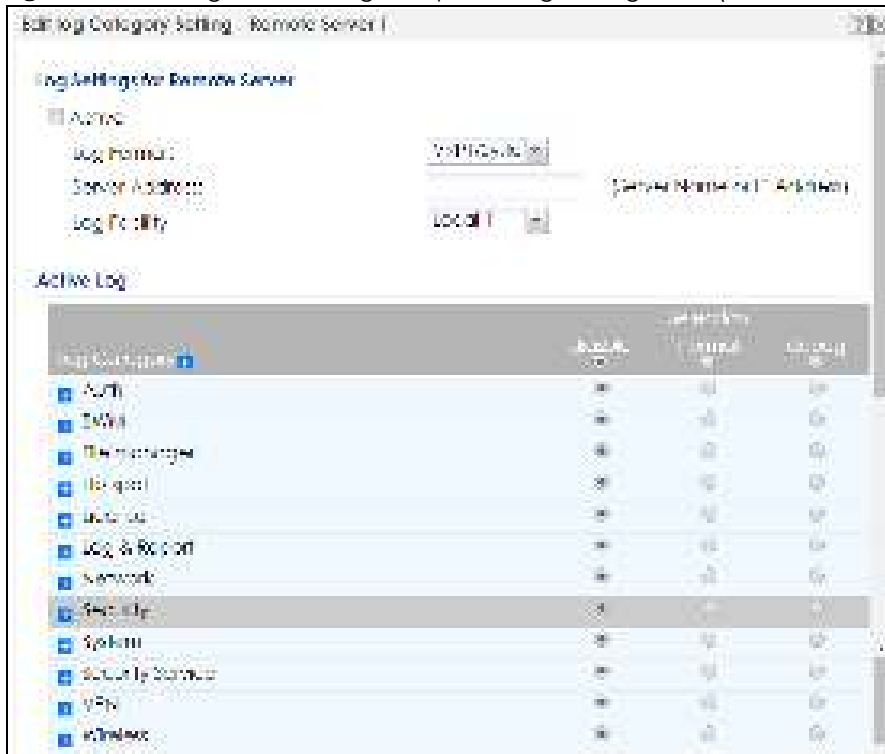 Edit Log Category Setting - Remote Server 1
Log Settings for Remote Server
Active
Log Format:
Server Address:
(Server Name or IP Address)
Log Facility:
Local 1
Active Log
Selection
Log Category
disable
normal
debug
Auth
File manager
Hotspot
License
Log & Report
Network
Security
System
Security Service
VPN
Wireless